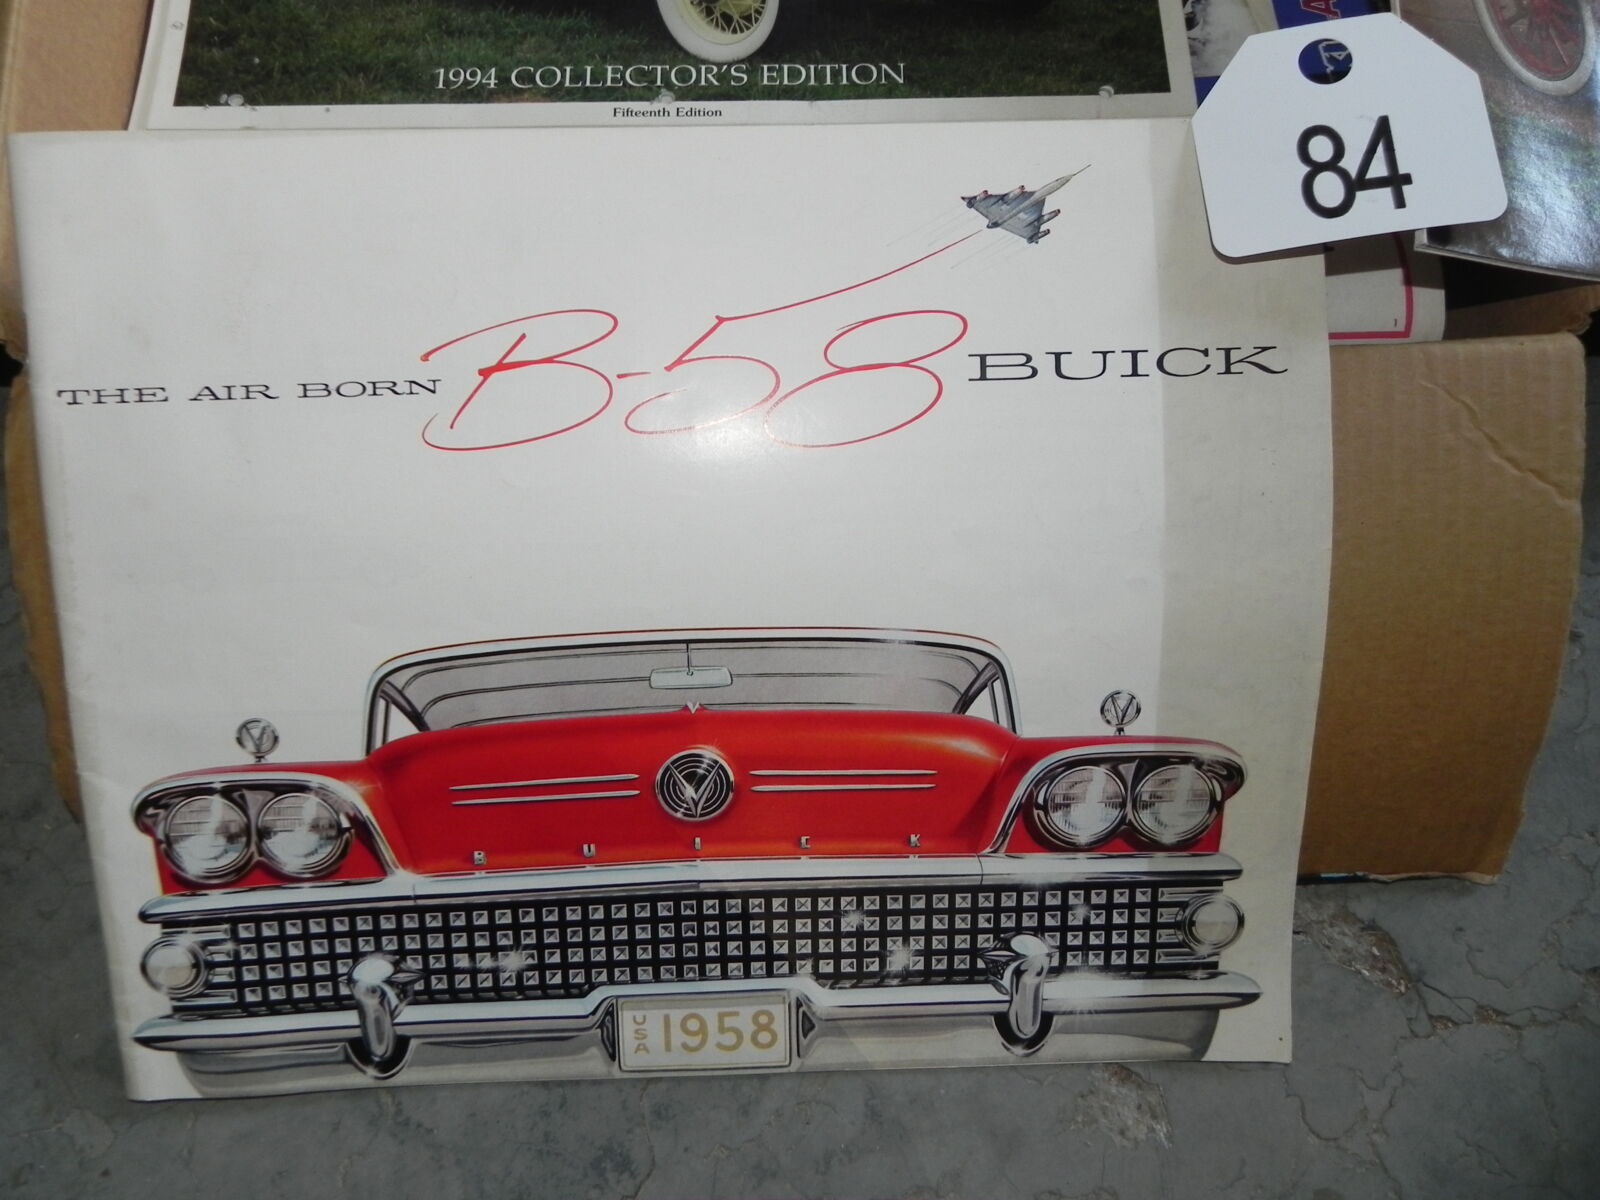 1994 COLLECTOR'S EDITION
Fifteenth Edition
84
THE AIR BORN B-58 BUICK
BUICK
USA 1958